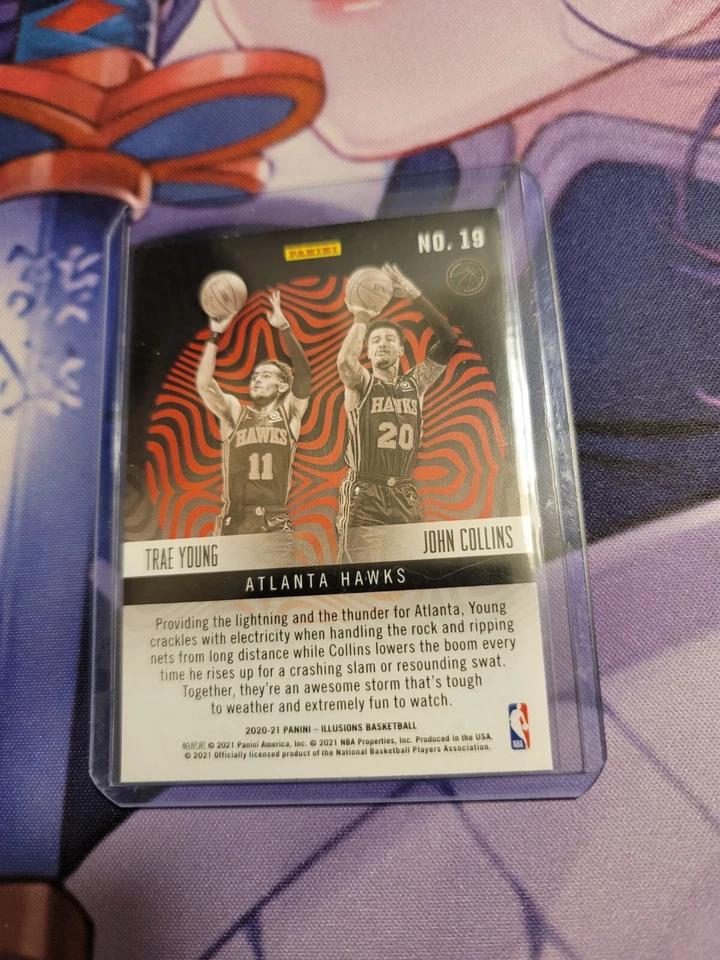 PANINI
NO. 19
HAWKS
11
HAWKS
20
TRAE YOUNG
JOHN COLLINS
ATLANTA HAWKS
Providing the lightning and the thunder for Atlanta, Young
crackles with electricity when handling the rock and ripping
nets from long distance while Collins lowers the boom every
time he rises up for a crashing slam or resounding swat.
Together, they're an awesome storm that's tough
to weather and extremely fun to watch.
2020-21 PANINI – ILLUSIONS BASKETBALL
© 2021 Panini America, Inc. © 2021 NBA Properties, Inc. Produced in the USA.
© 2021 Officially licensed product of the National Basketball Players Association.
NBA